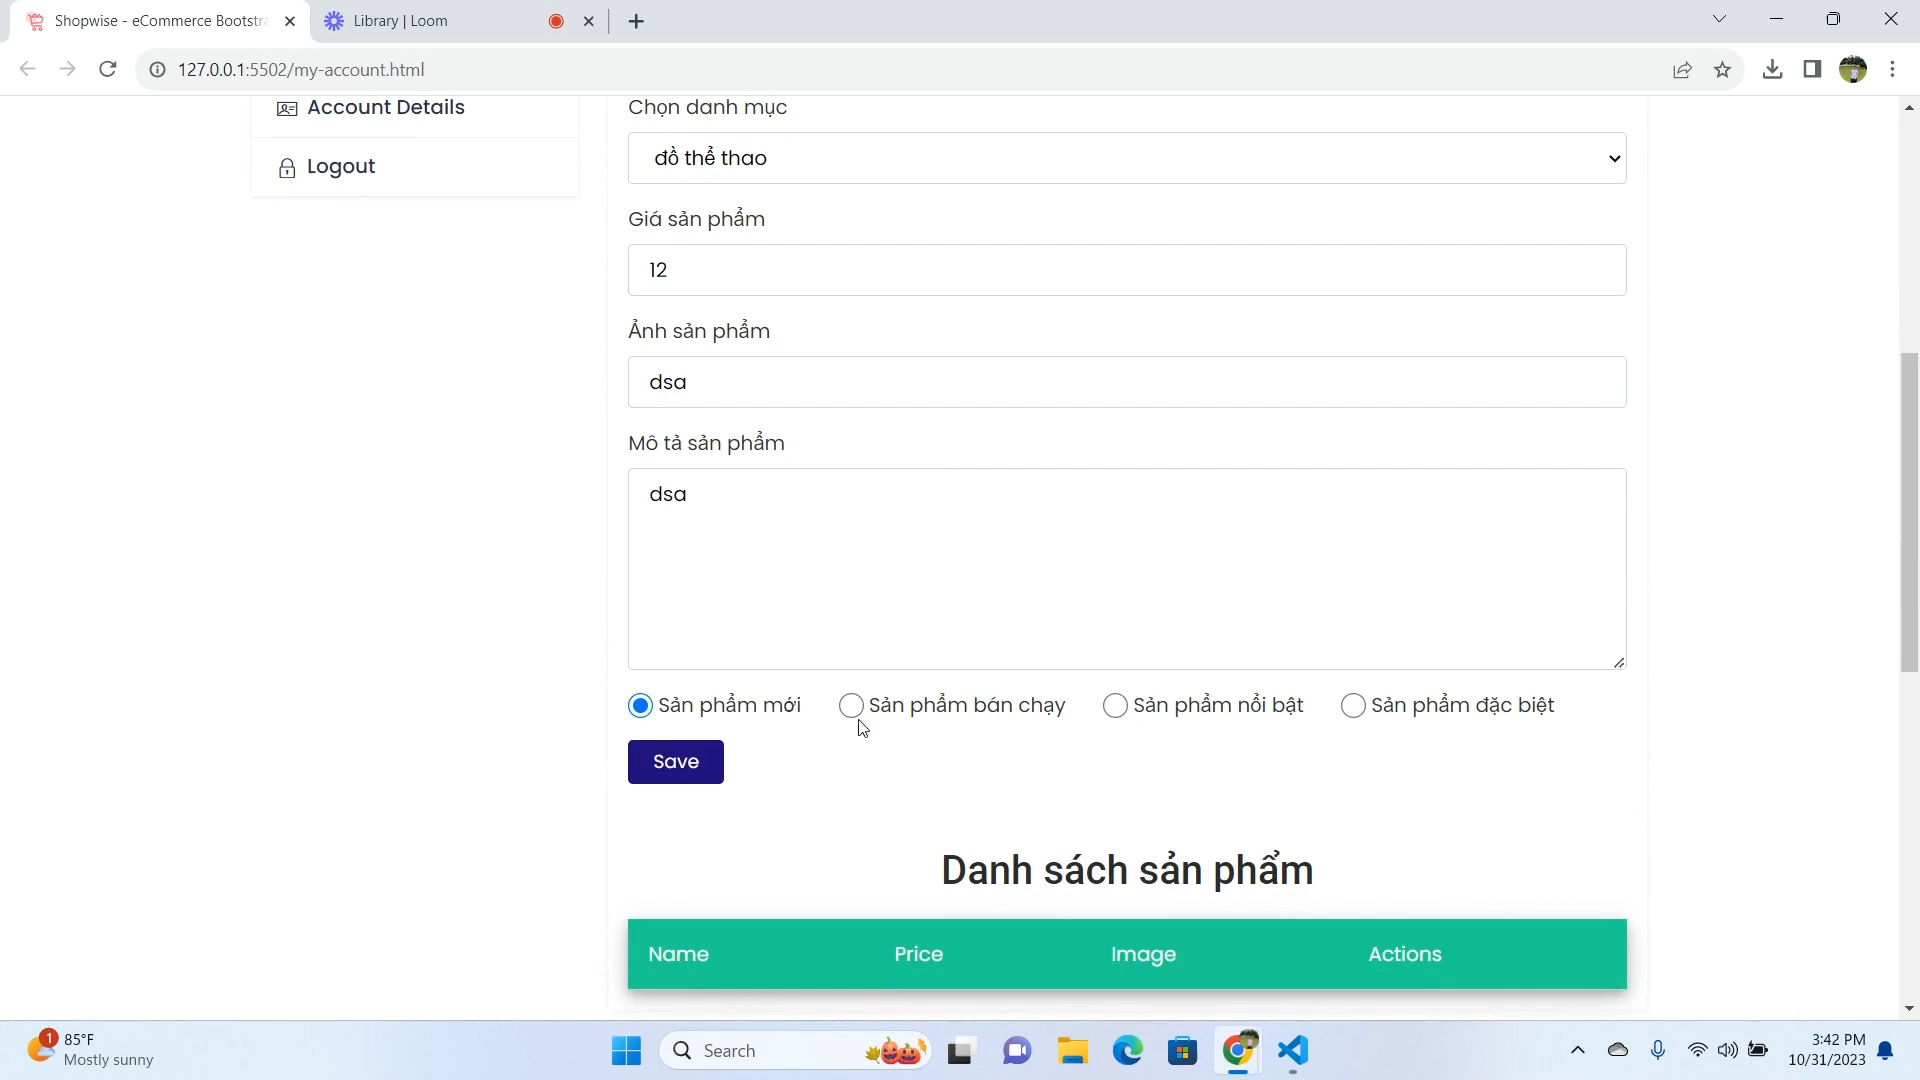 Shopwise - eCommerce Bootstra
Library | Loom
127.0.0.1:5502/my-account.html
Account Details
Logout
Chọn danh mục
đồ thể thao
Giá sản phẩm
12
Ảnh sản phẩm
dsa
Mô tả sản phẩm
dsa
Sản phẩm mới
Sản phẩm bán chạy
Sản phẩm nổi bật
Sản phẩm đặc biệt
Save
Danh sách sản phẩm
Name Price Image Actions
1
85°F
Mostly sunny
Search
3:42 PM
10/31/2023